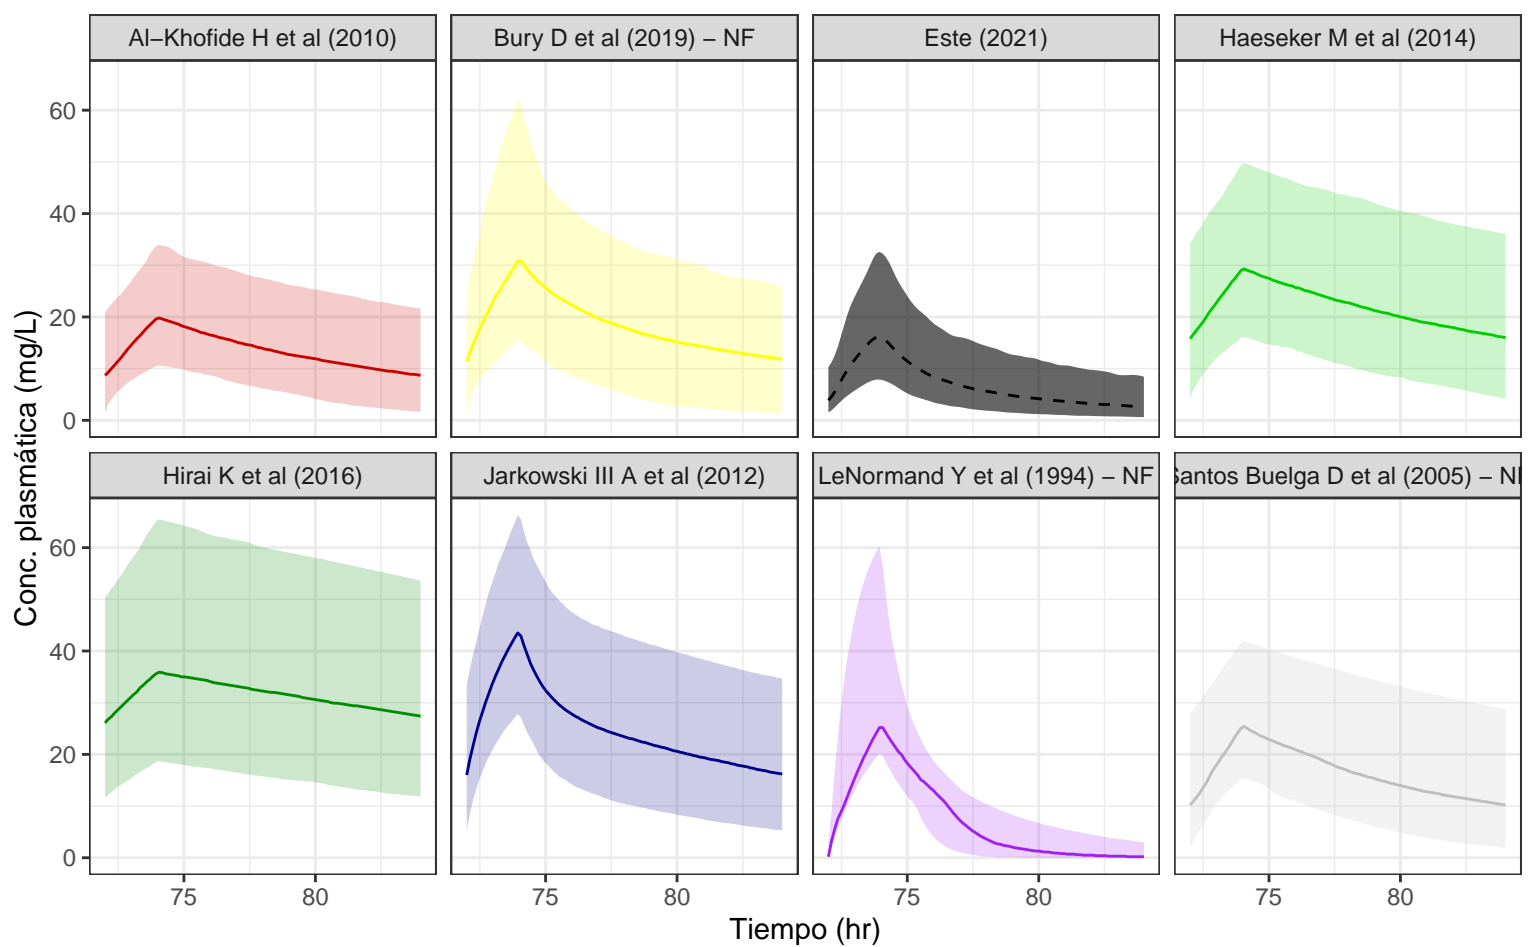 Al−Khofide H et al (2010)
Bury D et al (2019) − NF
Este (2021)
Haeseker M et al (2014)
60
40
20
0
Hirai K et al (2016)
Jarkowski III A et al (2012)
LeNormand Y et al (1994) − NF
Santos Buelga D et al (2005) − NF
60
40
20
0
75
80
75
80
75
80
75
80
Conc. plasmática (mg/L)
Tiempo (hr)